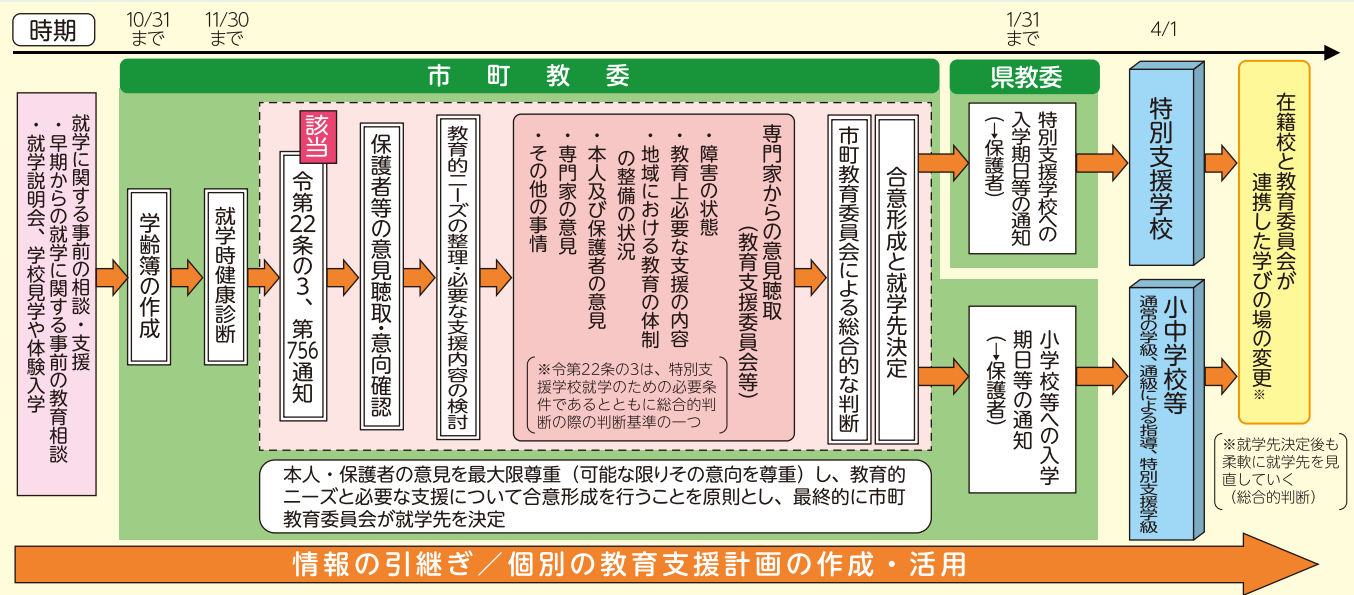 時期
10/31
まで
11/30
まで
1/31
まで
4/1
就学に関する事前の相談・支援
・早期からの就学に関する事前の教育相談
・就学説明会、学校見学や体験入学
市町教委
学齢簿の作成
就学時健康診断
該当
令第22条の3、第756通知
保護者等の意見聴取・意向確認
教育的ニーズの整理・必要な支援内容の検討
専門家からの意見聴取
(教育支援委員会等)
・障害の状態
・教育上必要な支援の内容
・地域における教育の体制
の整備の状況
・本人及び保護者の意見
・専門家の意見
・その他の事情
※令第22条の3は、特別支
援学校就学のための必要条
件であるとともに総合的判
断の際の判断基準の一つ
市町教育委員会による総合的な判断
合意形成と就学先決定
本人・保護者の意見を最大限尊重(可能な限りその意向を尊重)し、教育的
ニーズと必要な支援について合意形成を行うことを原則とし、最終的に市町
教育委員会が就学先を決定
県教委
特別支援学校への
入学期日等の通知
(→保護者)
小学校等への入学
期日等の通知
(→保護者)
特別支援学校
小中学校等
通常の学級、通級による指導、特別支援学級
在籍校と教育委員会が
連携した学びの場の変更※
※就学先決定後も
柔軟に就学先を見
直していく
(総合的判断)
情報の引継ぎ/個別の教育支援計画の作成・活用